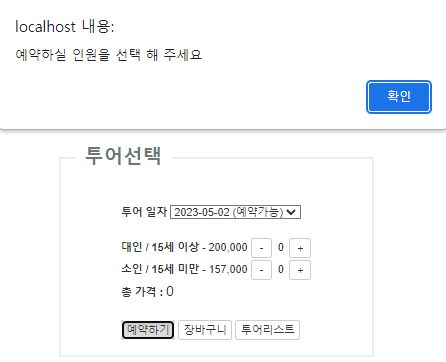 localhost 내용:
예약하실 인원을 선택 해 주세요
확인
투어선택
투어 일자 2023-05-02 (예약가능)
대인 / 15세 이상 - 200,000 - 0 +
소인 / 15세 미만 - 157,000 - 0 +
총 가격 : 0
예약하기 장바구니 투어리스트